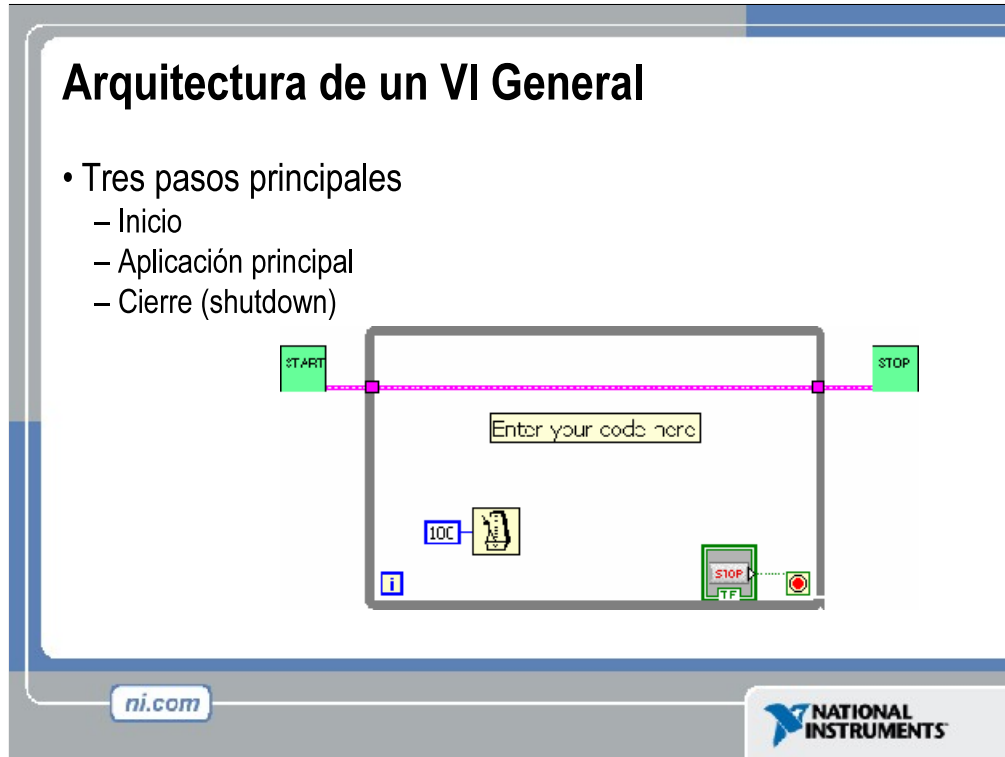 Arquitectura de un VI General
• Tres pasos principales
– Inicio
– Aplicación principal
– Cierre (shutdown)
START
STOP
Enter your code here
100
i
STOP
TF
ni.com
NATIONAL
INSTRUMENTS